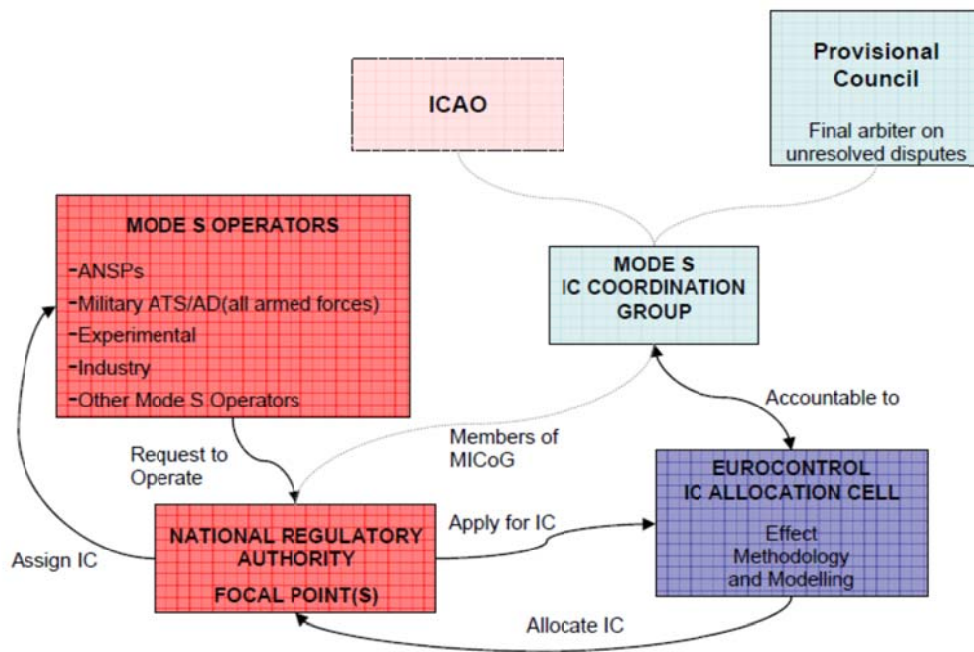 ICAO
Provisional
Council
Final arbiter on
unresolved disputes
MODE S OPERATORS
-ANSPs
-Military ATS/AD(all armed forces)
-Experimental
-Industry
-Other Mode S Operators
MODE S
IC COORDINATION
GROUP
Request to
Operate
Members of
MICoG
Accountable to
Assign IC
NATIONAL REGULATORY
AUTHORITY
FOCAL POINT(S)
Apply for IC
EUROCONTROL
IC ALLOCATION CELL
Effect
Methodology
and Modelling
Allocate IC